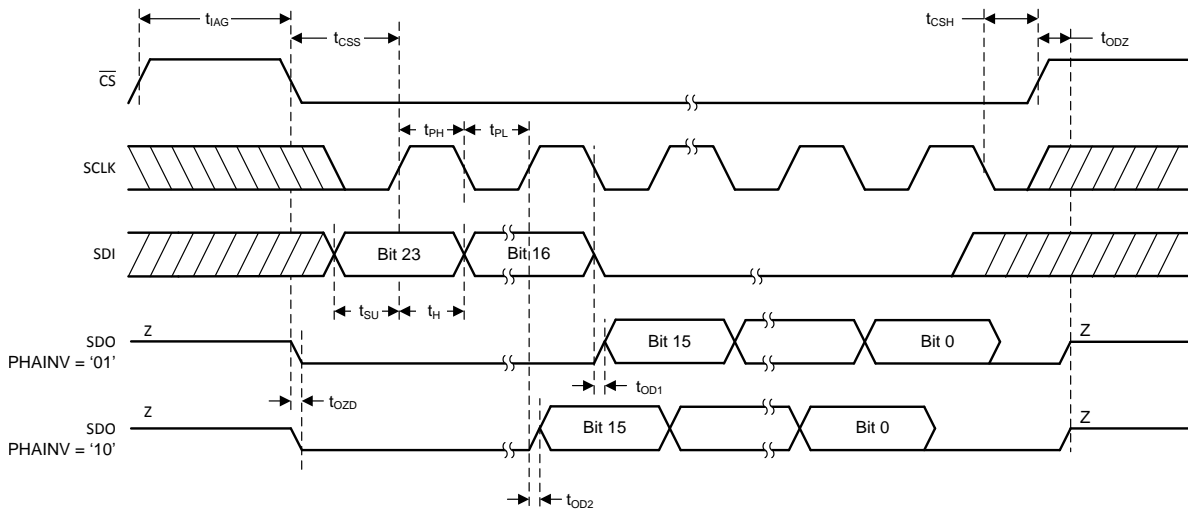 tIAG
tCSS
tCSH
tODZ
CS
tPH
tPL
SCLK
SDI
Bit 23
Bit 16
tSU
tH
SDO
PHAINV = '01'
Z
Bit 15
Bit 0
Z
tOZD
tOD1
SDO
PHAINV = '10'
Z
Bit 15
Bit 0
Z
tOD2